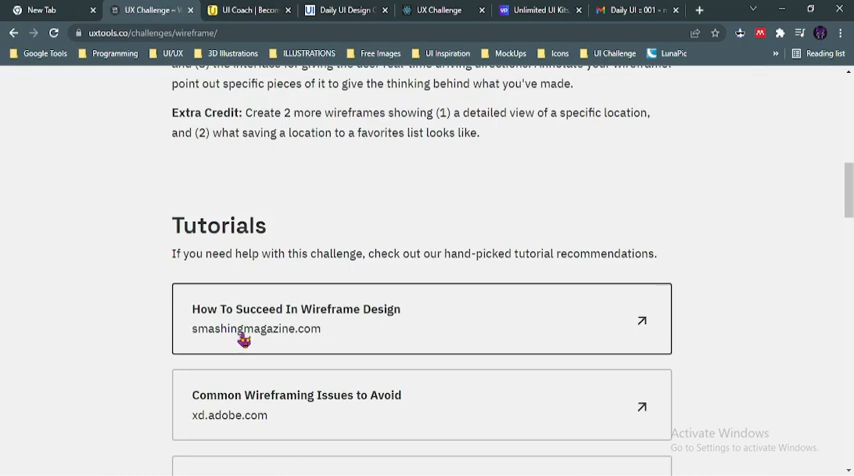 New Tab
UX Challenge – W
UI Coach | Becon
Daily UI Design C
UX Challenge
Unlimited UI Kits,
Daily UI :: 001 – n
uxtools.co/challenges/wireframe/
Google Tools
Programming
UI/UX
3D Illustrations
ILLUSTRATIONS
Free Images
UI Inspiration
MockUps
Icons
UI Challenge
LunaPic
»
Reading list
point out specific pieces of it to give the thinking behind what you've made.
Extra Credit: Create 2 more wireframes showing (1) a detailed view of a specific location,
and (2) what saving a location to a favorites list looks like.
Tutorials
If you need help with this challenge, check out our hand-picked tutorial recommendations.
How To Succeed In Wireframe Design
smashingmagazine.com
Common Wireframing Issues to Avoid
xd.adobe.com
Activate Windows
Go to Settings to activate Windows.